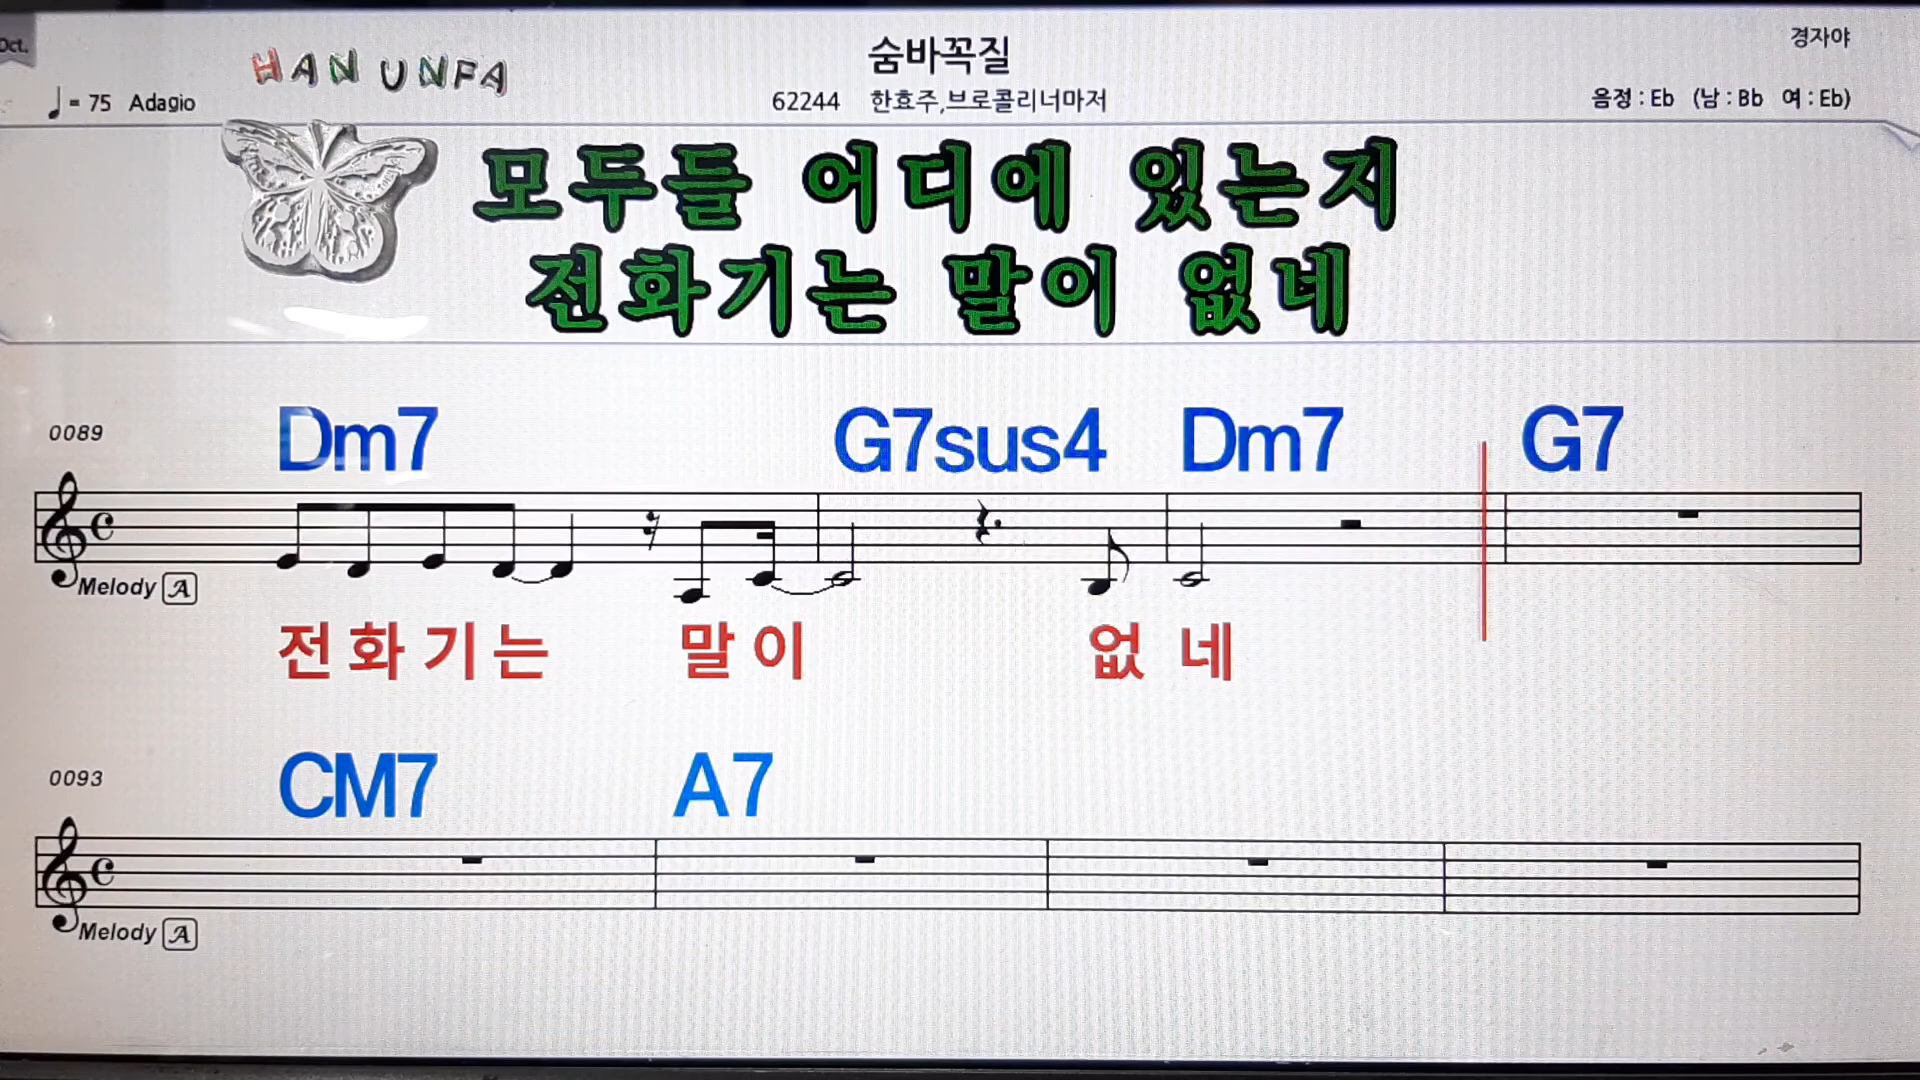 Oct.
HAN UNFA
숨바꼭질
경자야
♩= 75 Adagio
62244 한효주,브로콜리너마저
음정 : Eb (남 : Bb 여 : Eb)
모두들 어디에 있는지
전화기는 말이 없네
0089
Dm7 G7sus4 Dm7 G7
Melody A
전화기는 말이 없네
0093
CM7 A7
Melody A